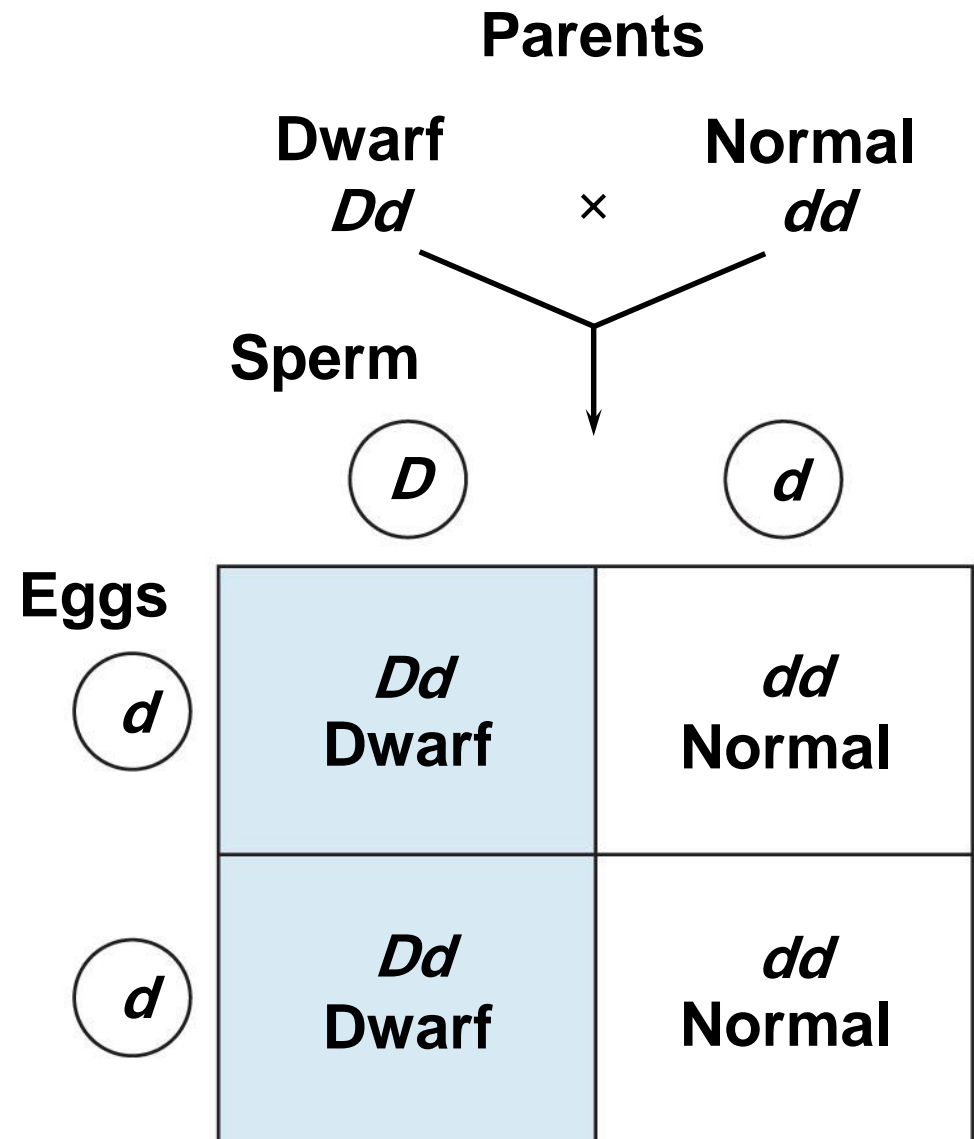 Parents
Dwarf Normal
Dd × dd
Sperm
D d
Eggs
d
Dd dd
Dwarf Normal
d
Dd dd
Dwarf Normal